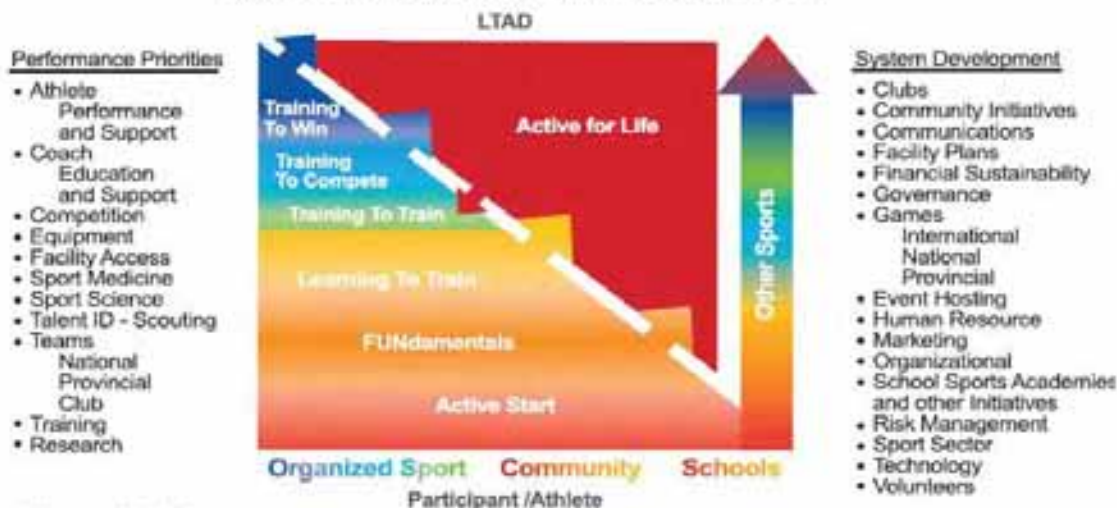 LTAD
Performance Priorities
• Athlete
Performance
and Support
• Coach
Education
and Support
• Competition
• Equipment
• Facility Access
• Sport Medicine
• Sport Science
• Talent ID - Scouting
• Teams
National
Provincial
Club
• Training
• Research
Training
To Win
Training
To Compete
Training To Train
Learning To Train
FUNdamentals
Active Start
Active for Life
Other Sports
Organized Sport Community Schools
Participant /Athlete
System Development
• Clubs
• Community Initiatives
• Communications
• Facility Plans
• Financial Sustainability
• Governance
• Games
International
National
Provincial
• Event Hosting
• Human Resource
• Marketing
• Organizational
• School Sports Academies
and other Initiatives
• Risk Management
• Sport Sector
• Technology
• Volunteers